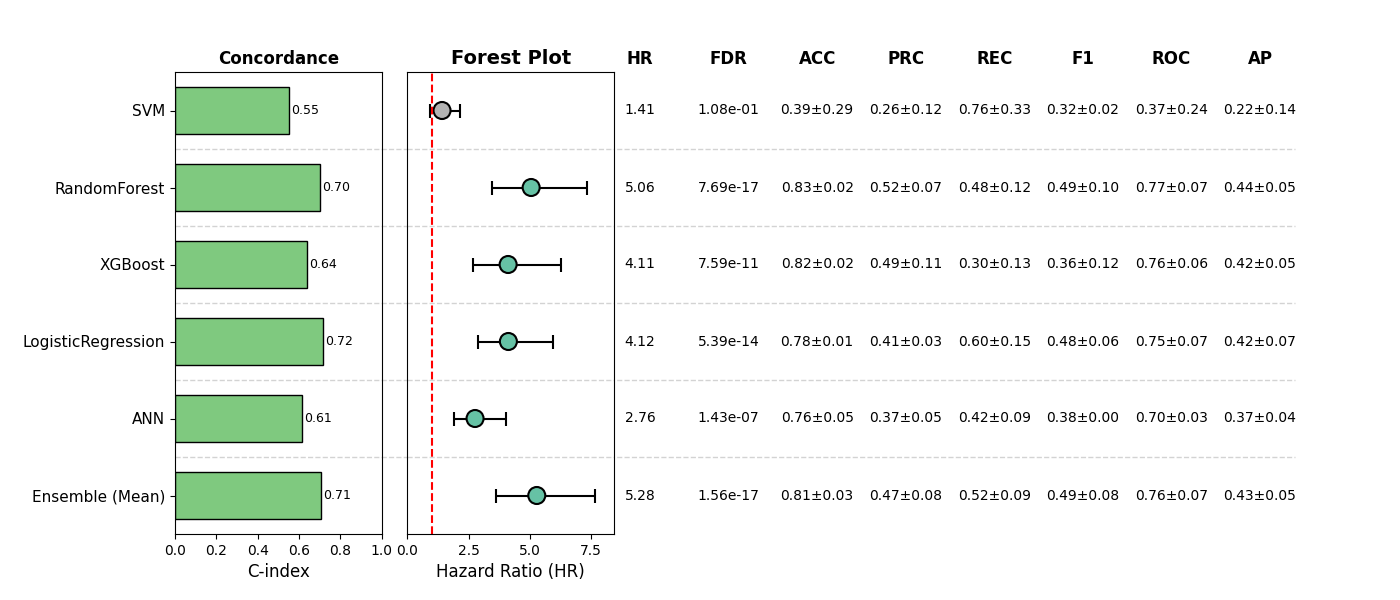 Concordance Forest Plot HR FDR ACC PRC REC F1 ROC AP
SVM 0.55 1.41 1.08e-01 0.39±0.29 0.26±0.12 0.76±0.33 0.32±0.02 0.37±0.24 0.22±0.14
RandomForest 0.70 5.06 7.69e-17 0.83±0.02 0.52±0.07 0.48±0.12 0.49±0.10 0.77±0.07 0.44±0.05
XGBoost 0.64 4.11 7.59e-11 0.82±0.02 0.49±0.11 0.30±0.13 0.36±0.12 0.76±0.06 0.42±0.05
LogisticRegression 0.72 4.12 5.39e-14 0.78±0.01 0.41±0.03 0.60±0.15 0.48±0.06 0.75±0.07 0.42±0.07
ANN 0.61 2.76 1.43e-07 0.76±0.05 0.37±0.05 0.42±0.09 0.38±0.00 0.70±0.03 0.37±0.04
Ensemble (Mean) 0.71 5.28 1.56e-17 0.81±0.03 0.47±0.08 0.52±0.09 0.49±0.08 0.76±0.07 0.43±0.05
0.0 0.2 0.4 0.6 0.8 1.0 0.0 2.5 5.0 7.5
C-index Hazard Ratio (HR)